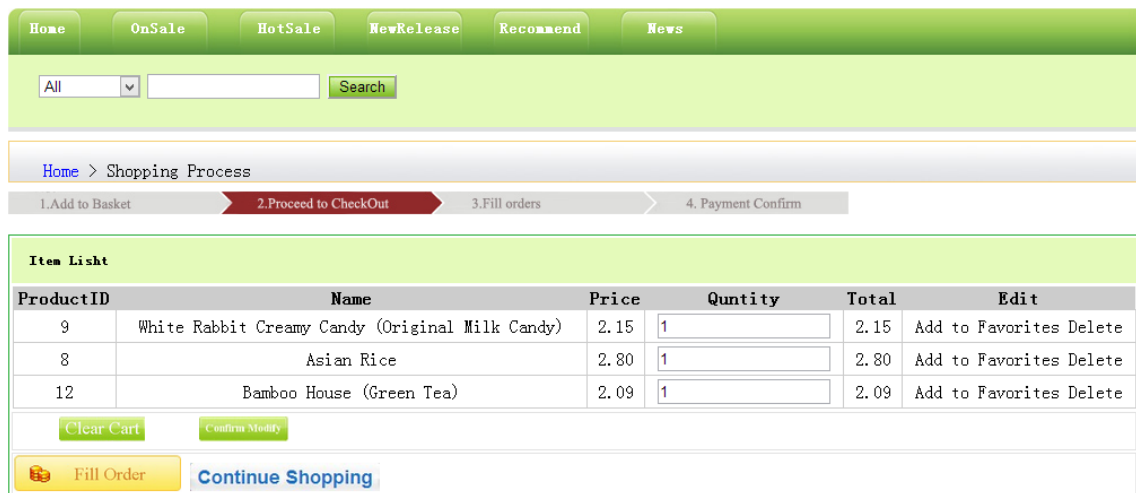 Home OnSale HotSale NewRelease Recommend News
All Search
Home > Shopping Process
1.Add to Basket 2.Proceed to CheckOut 3.Fill orders 4. Payment Confirm
Item Lisht
ProductID Name Price Quntity Total Edit
9 White Rabbit Creamy Candy (Original Milk Candy) 2.15 1 2.15 Add to Favorites Delete
8 Asian Rice 2.80 1 2.80 Add to Favorites Delete
12 Bamboo House (Green Tea) 2.09 1 2.09 Add to Favorites Delete
Clear Cart Confirm Modify
Fill Order Continue Shopping